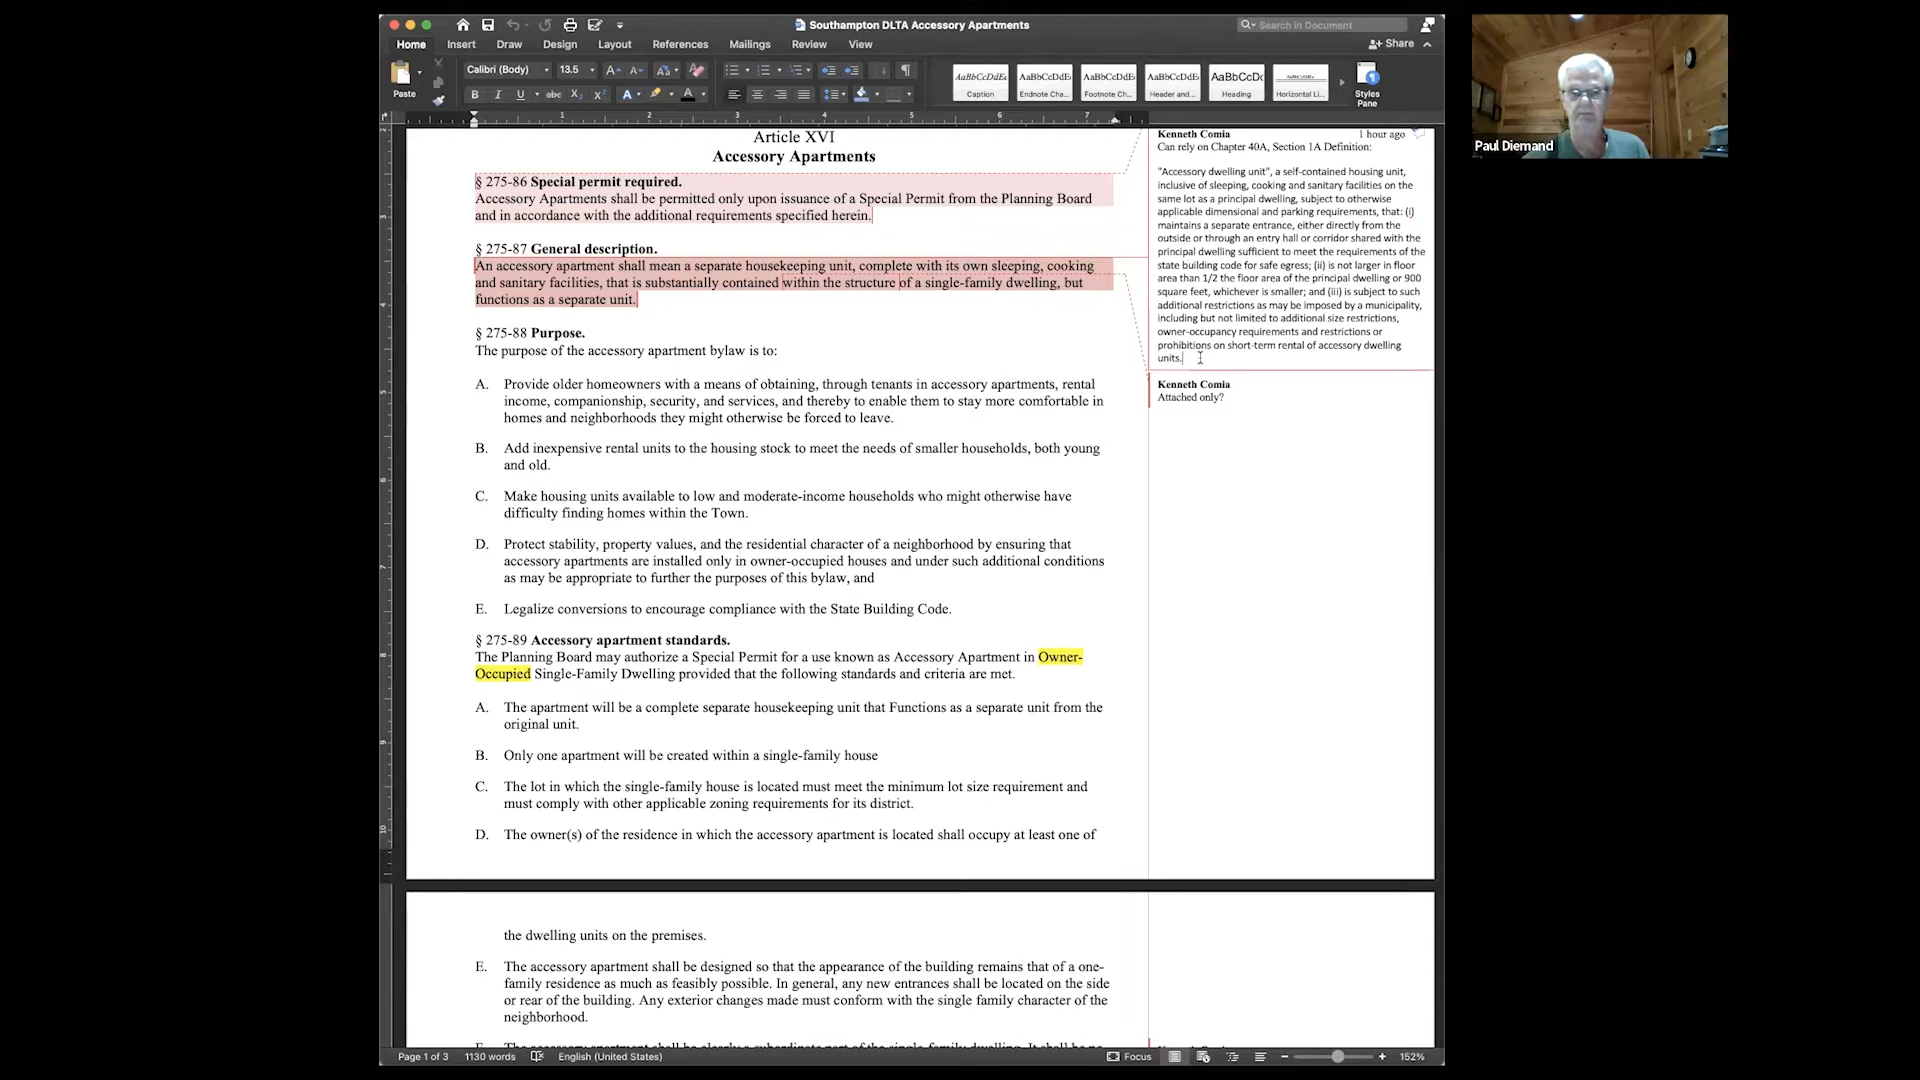 Southampton DLTA Accessory Apartments
Search in Document
Home Insert Draw Design Layout References Mailings Review View
Share
Paste
Calibri (Body) 13.5
AaBbCcDdE AaBbCcDdE AaBbCcDdE AaBbCcDdE AaBbCcD
Caption Endnote Cha... Footnote Ch... Header and... Heading Horizontal Li...
Styles
Pane
1 2 3 4 5 6 7
Article XVI
Accessory Apartments
§ 275-86 Special permit required.
Accessory Apartments shall be permitted only upon issuance of a Special Permit from the Planning Board
and in accordance with the additional requirements specified herein.
§ 275-87 General description.
An accessory apartment shall mean a separate housekeeping unit, complete with its own sleeping, cooking
and sanitary facilities, that is substantially contained within the structure of a single-family dwelling, but
functions as a separate unit.
§ 275-88 Purpose.
The purpose of the accessory apartment bylaw is to:
A. Provide older homeowners with a means of obtaining, through tenants in accessory apartments, rental
income, companionship, security, and services, and thereby to enable them to stay more comfortable in
homes and neighborhoods they might otherwise be forced to leave.
B. Add inexpensive rental units to the housing stock to meet the needs of smaller households, both young
and old.
C. Make housing units available to low and moderate-income households who might otherwise have
difficulty finding homes within the Town.
D. Protect stability, property values, and the residential character of a neighborhood by ensuring that
accessory apartments are installed only in owner-occupied houses and under such additional conditions
as may be appropriate to further the purposes of this bylaw, and
E. Legalize conversions to encourage compliance with the State Building Code.
§ 275-89 Accessory apartment standards.
The Planning Board may authorize a Special Permit for a use known as Accessory Apartment in Owner-
Occupied Single-Family Dwelling provided that the following standards and criteria are met.
A. The apartment will be a complete separate housekeeping unit that Functions as a separate unit from the
original unit.
B. Only one apartment will be created within a single-family house
C. The lot in which the single-family house is located must meet the minimum lot size requirement and
must comply with other applicable zoning requirements for its district.
D. The owner(s) of the residence in which the accessory apartment is located shall occupy at least one of
the dwelling units on the premises.
E. The accessory apartment shall be designed so that the appearance of the building remains that of a one-
family residence as much as feasibly possible. In general, any new entrances shall be located on the side
or rear of the building. Any exterior changes made must conform with the single family character of the
neighborhood.
Kenneth Comia 1 hour ago
Can rely on Chapter 40A, Section 1A Definition:
"Accessory dwelling unit", a self-contained housing unit,
inclusive of sleeping, cooking and sanitary facilities on the
same lot as a principal dwelling, subject to otherwise
applicable dimensional and parking requirements, that: (i)
maintains a separate entrance, either directly from the
outside or through an entry hall or corridor shared with the
principal dwelling sufficient to meet the requirements of the
state building code for safe egress; (ii) is not larger in floor
area than 1/2 the floor area of the principal dwelling or 900
square feet, whichever is smaller; and (iii) is subject to such
additional restrictions as may be imposed by a municipality,
including but not limited to additional size restrictions,
owner-occupancy requirements and restrictions or
prohibitions on short-term rental of accessory dwelling
units.
Kenneth Comia
Attached only?
Page 1 of 3 1130 words English (United States) Focus 152%
Paul Diemand